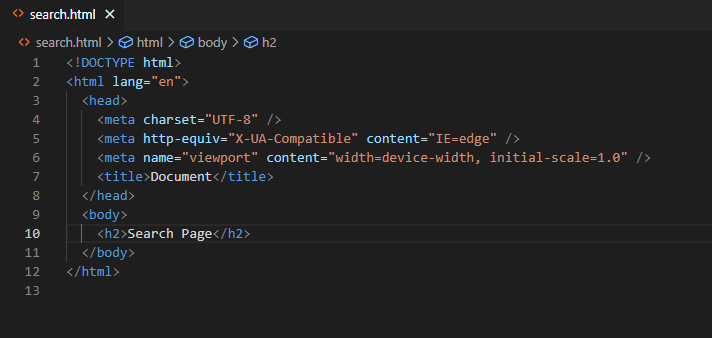 search.html
search.html > html > body > h2
1 <!DOCTYPE html>
2 <html lang="en">
3   <head>
4     <meta charset="UTF-8" />
5     <meta http-equiv="X-UA-Compatible" content="IE=edge" />
6     <meta name="viewport" content="width=device-width, initial-scale=1.0" />
7     <title>Document</title>
8   </head>
9   <body>
10     <h2>Search Page</h2>
11   </body>
12 </html>
13